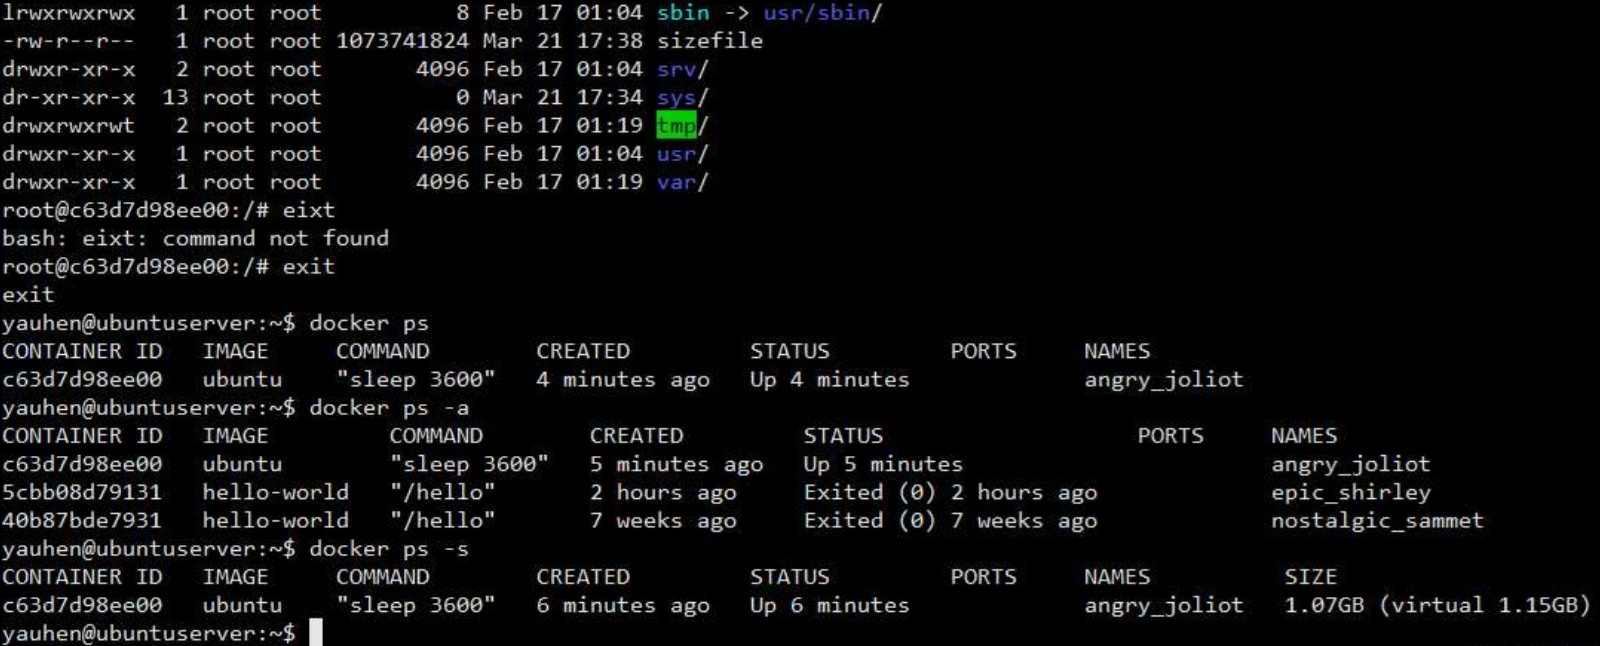 lrwxrwxrwx   1 root root          8 Feb 17 01:04 sbin -> usr/sbin/
-rw-r--r--   1 root root 1073741824 Mar 21 17:38 sizefile
drwxr-xr-x   2 root root       4096 Feb 17 01:04 srv/
dr-xr-xr-x  13 root root          0 Mar 21 17:34 sys/
drwxrwxrwt   2 root root       4096 Feb 17 01:19 tmp/
drwxr-xr-x   1 root root       4096 Feb 17 01:04 usr/
drwxr-xr-x   1 root root       4096 Feb 17 01:19 var/
root@c63d7d98ee00:/# eixt
bash: eixt: command not found
root@c63d7d98ee00:/# exit
exit
yauhen@ubuntuserver:~$ docker ps
CONTAINER ID   IMAGE     COMMAND        CREATED         STATUS         PORTS     NAMES
c63d7d98ee00   ubuntu    "sleep 3600"   4 minutes ago   Up 4 minutes             angry_joliot
yauhen@ubuntuserver:~$ docker ps -a
CONTAINER ID   IMAGE         COMMAND        CREATED         STATUS                   PORTS     NAMES
c63d7d98ee00   ubuntu        "sleep 3600"   5 minutes ago   Up 5 minutes                       angry_joliot
5cbb08d79131   hello-world   "/hello"       2 hours ago     Exited (0) 2 hours ago             epic_shirley
40b87bde7931   hello-world   "/hello"       7 weeks ago     Exited (0) 7 weeks ago             nostalgic_sammet
yauhen@ubuntuserver:~$ docker ps -s
CONTAINER ID   IMAGE     COMMAND        CREATED         STATUS         PORTS     NAMES          SIZE
c63d7d98ee00   ubuntu    "sleep 3600"   6 minutes ago   Up 6 minutes             angry_joliot   1.07GB (virtual 1.15GB)
yauhen@ubuntuserver:~$